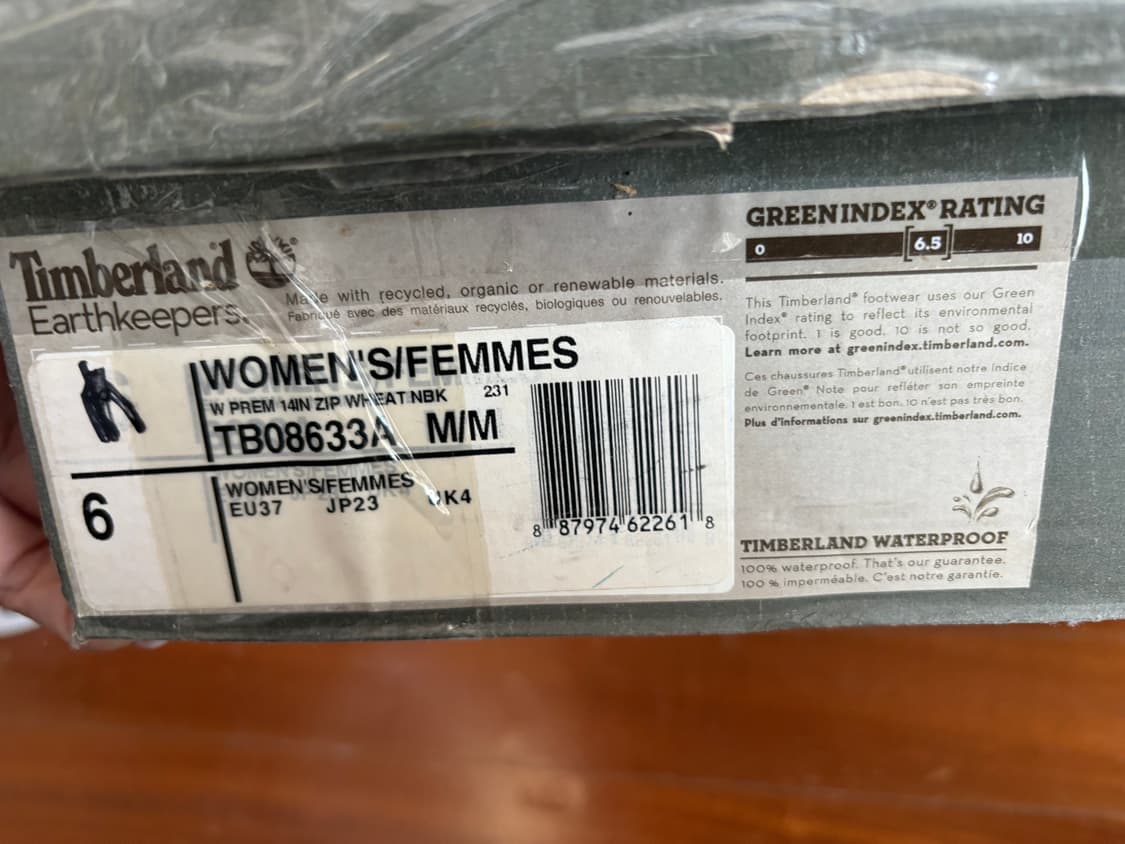 Timberland ®
Earthkeepers.
Made with recycled, organic or renewable materials.
Fabriqué avec des matériaux recyclés, biologiques ou renouvelables.
WOMEN'S/FEMMES
W PREM 14IN ZIP WHEAT NBK 231
TB08633A M/M
6
WOMEN'S/FEMMES
EU37 JP23 UK4
8 87974 62261 8
GREEN INDEX® RATING
0 6.5 10
This Timberland® footwear uses our Green
Index® rating to reflect its environmental
footprint. 1 is good, 10 is not so good.
Learn more at greenindex.timberland.com.
Ces chaussures Timberland® utilisent notre Indice
de Green® Note pour refléter son empreinte
environnementale. 1 est bon. 10 n'est pas très bon.
Plus d'informations sur greenindex.timberland.com.
TIMBERLAND WATERPROOF
100% waterproof. That's our guarantee.
100 % imperméable. C'est notre garantie.